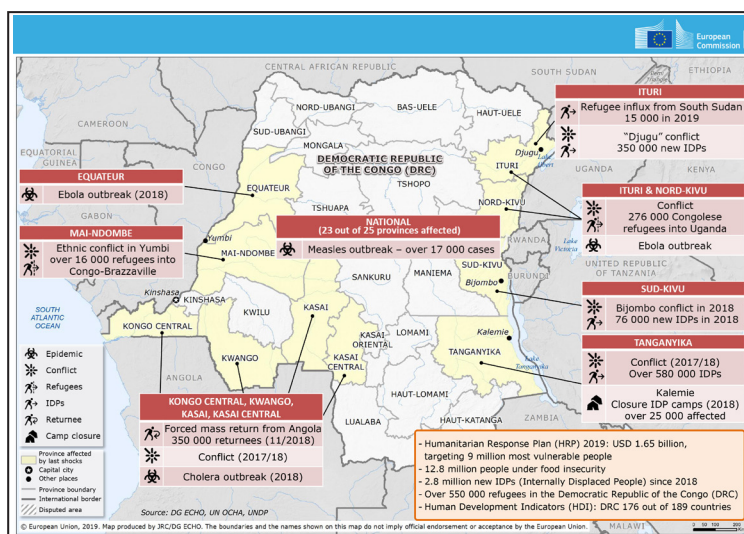 European
Commission
CENTRAL AFRICAN REPUBLIC
SOUTH SUDAN
ETHIOPIA
CAMEROON
EQUATORIAL
GUINEA
CONGO
GABON
NORD-UBANGI
BAS-UELE
HAUT-UELE
SUD-UBANGI
MONGALA
DEMOCRATIC REPUBLIC
OF THE CONGO (DRC)
TSHOPO
EQUATEUR
TSHUAPA
Djugu
Lake
Albert
ITURI
UGANDA
KENYA
NORD-KIVU
ITURI
Refugee influx from South Sudan
15 000 in 2019
"Djugu" conflict
350 000 new IDPs
EQUATEUR
Ebola outbreak (2018)
ITURI & NORD-KIVU
Conflict
276 000 Congolese
refugees into Uganda
Ebola outbreak
MAI-NDOMBE
Ethnic conflict in Yumbi
over 16 000 refugees into
Congo-Brazzaville
NATIONAL
(23 out of 25 provinces affected)
Measles outbreak – over 17 000 cases
Yumbi
MAI-NDOMBE
RWANDA
Lake
Victoria
SUD-KIVU
Bijombo
BURUNDI
UNITED REPUBLIC
OF TANZANIA
SANKURU
MANIEMA
Kinshasa
KINSHASA
SOUTH
ATLANTIC
OCEAN
KONGO CENTRAL
KWILU
KASAI
KWANGO
KASAI-
ORIENTAL
KASAI
CENTRAL
LOMAMI
Kalemie
TANGANYIKA
Lake
Tanganyika
ANGOLA
HAUT-LOMAMI
LUALABA
HAUT-KATANGA
ZAMBIA
MALAWI
SUD-KIVU
Bijombo conflict in 2018
76 000 new IDPs in 2018
TANGANYIKA
Conflict (2017/18)
Over 580 000 IDPs
Kalemie
Closure IDP camps (2018)
over 25 000 affected
KONGO CENTRAL, KWANGO,
KASAI, KASAI CENTRAL
Forced mass return from Angola
350 000 returnees (11/2018)
Conflict (2017/18)
Cholera outbreak (2018)
Epidemic
Conflict
Refugees
IDPs
Returnee
Camp closure
Province affected
by last shocks
Capital city
Other places
Province boundary
International border
Disputed area
- Humanitarian Response Plan (HRP) 2019: USD 1.65 billion,
targeting 9 million most vulnerable people
- 12.8 million people under food insecurity
- 2.8 million new IDPs (Internally Displaced People) since 2018
- Over 550 000 refugees in the Democratic Republic of the Congo (DRC)
- Human Development Indicators (HDI): DRC 176 out of 189 countries
Source: DG ECHO, UN OCHA, UNDP
© European Union, 2019. Map produced by JRC/DG ECHO. The boundaries and the names shown on this map do not imply official endorsement or acceptance by the European Union.